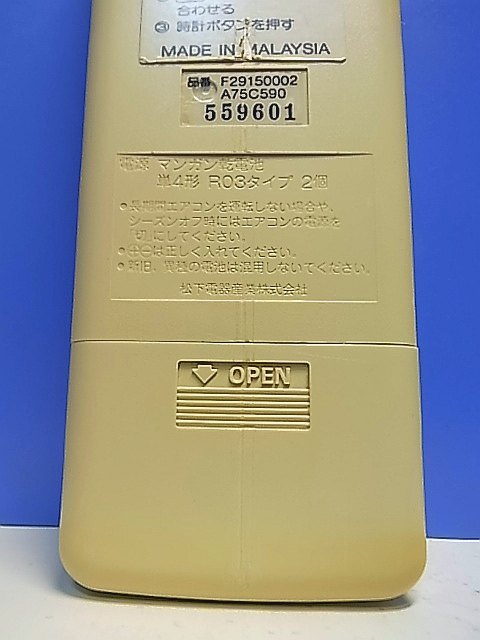 合わせる
③ 時計ボタンを押す
MADE IN MALAYSIA
品番 F29150002
A75C590
559601
電源 マンガン乾電池
単4形 R03タイプ 2個
●長期間エアコンを運転しない場合や、
シーズンオフ時にはエアコンの電源を
「切」にしてください。
は正しく入れてください。
●新旧、異種の電池は混用しないでください。
松下電器産業株式会社
OPEN